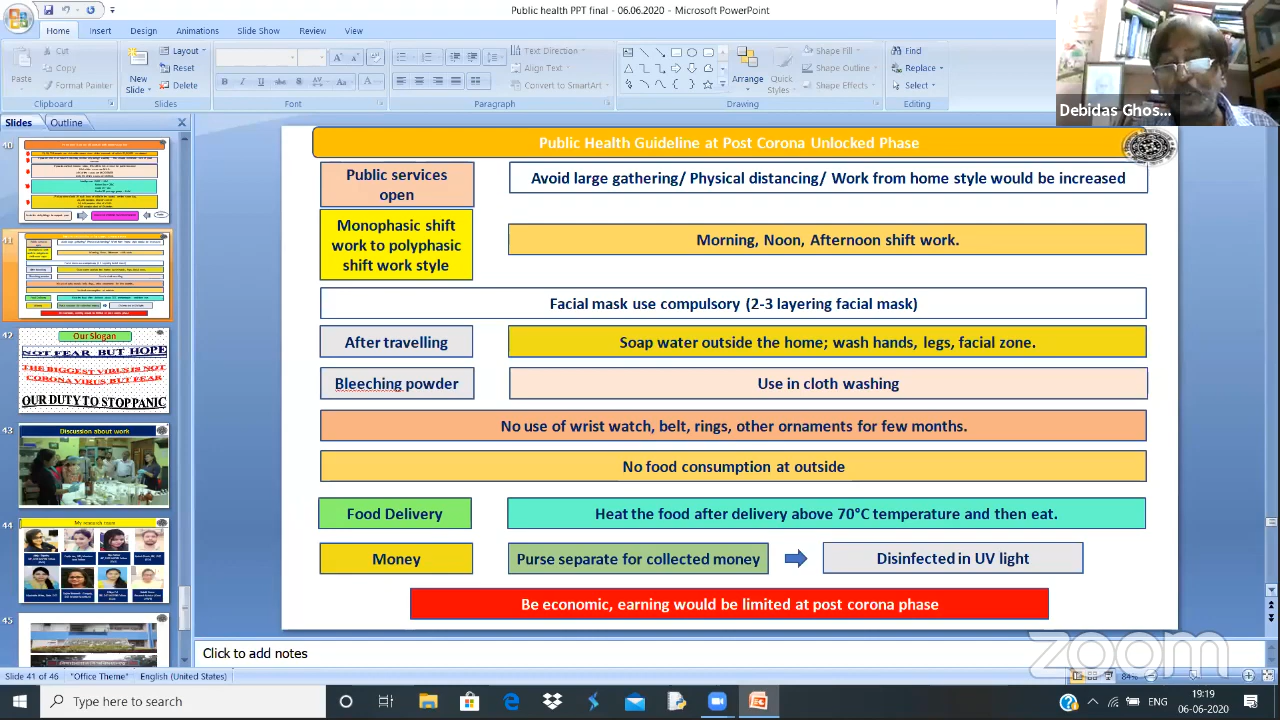 Public health PPT final - 06.06.2020 - Microsoft PowerPoint
Home Insert Design Animations Slide Show Review View
Paste
Cut
Copy
Format Painter
Clipboard
New Slide
Layout
Reset
Delete
Slides
Font
Text Direction
Align Text
Convert to SmartArt
Paragraph
Arrange
Quick Styles
Shape Fill
Shape Outline
Shape Effects
Drawing
Find
Replace
Select
Editing
Debidas Ghos...
Slides Outline
40
41
42
Our Slogan
NOT FEAR BUT HOPE
THE BIGGEST VIRUS IS NOT
CORONA VIRUS, BUT FEAR
OUR DUTY TO STOP PANIC
43
Discussion about work
44
My research team
45
Public Health Guideline at Post corona Unlocked Phase
Public services
open
Avoid large gathering/ Physical distancing/ Work from home style would be increased
Monophasic shift
work to polyphasic
shift work style
Morning, Noon, Afternoon shift work.
Facial mask use compulsory (2-3 layering facial mask)
After travelling
Soap water outside the home; wash hands, legs, facial zone.
Bleeching powder
Use in cloth washing
No use of wrist watch, belt, rings, other ornaments for few months.
No food consumption at outside
Food Delivery
Heat the food after delivery above 70°C temperature and then eat.
Money
Purse separate for collected money
Disinfected in UV light
Be economic, earning would be limited at post corona phase
zoom
Click to add notes
Slide 41 of 46 "Office Theme" English (United States)
84%
Type here to search
ENG
19:19
06-06-2020